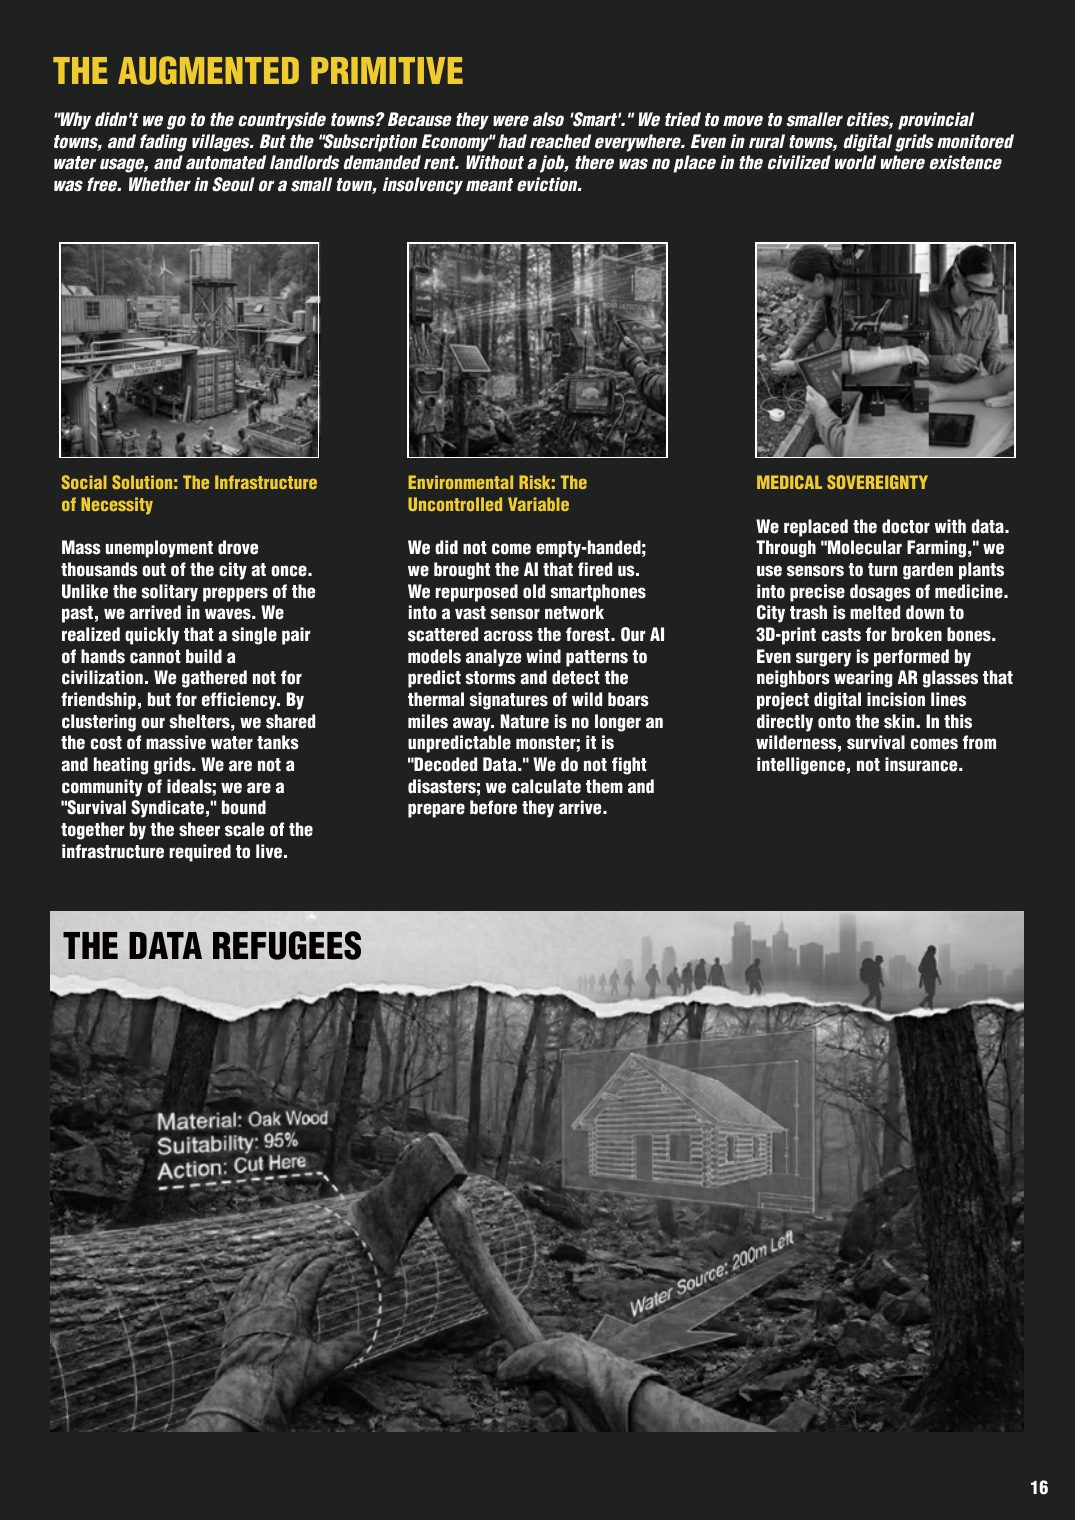 THE AUGMENTED PRIMITIVE
"Why didn't we go to the countryside towns? Because they were also 'Smart'." We tried to move to smaller cities, provincial
towns, and fading villages. But the "Subscription Economy" had reached everywhere. Even in rural towns, digital grids monitored
water usage, and automated landlords demanded rent. Without a job, there was no place in the civilized world where existence
was free. Whether in Seoul or a small town, insolvency meant eviction.
SURVIVAL SYNDICATE
Social Solution: The Infrastructure
of Necessity
Mass unemployment drove
thousands out of the city at once.
Unlike the solitary preppers of the
past, we arrived in waves. We
realized quickly that a single pair
of hands cannot build a
civilization. We gathered not for
friendship, but for efficiency. By
clustering our shelters, we shared
the cost of massive water tanks
and heating grids. We are not a
community of ideals; we are a
"Survival Syndicate," bound
together by the sheer scale of the
infrastructure required to live.
Environmental Risk: The
Uncontrolled Variable
We did not come empty-handed;
we brought the AI that fired us.
We repurposed old smartphones
into a vast sensor network
scattered across the forest. Our AI
models analyze wind patterns to
predict storms and detect the
thermal signatures of wild boars
miles away. Nature is no longer an
unpredictable monster; it is
"Decoded Data." We do not fight
disasters; we calculate them and
prepare before they arrive.
MEDICAL SOVEREIGNTY
We replaced the doctor with data.
Through "Molecular Farming," we
use sensors to turn garden plants
into precise dosages of medicine.
City trash is melted down to
3D-print casts for broken bones.
Even surgery is performed by
neighbors wearing AR glasses that
project digital incision lines
directly onto the skin. In this
wilderness, survival comes from
intelligence, not insurance.
THE DATA REFUGEES
Material: Oak Wood
Suitability: 95%
Action: Cut Here
Water Source: 200m Left
16